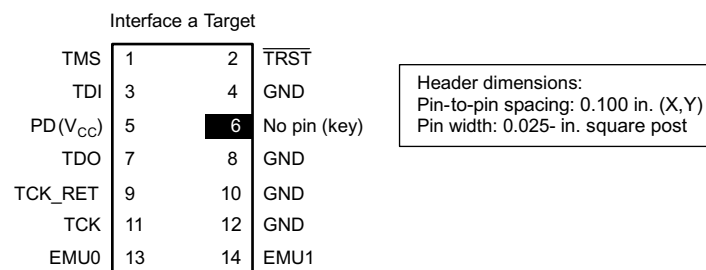 Interface a Target
TMS 1 2 TRST
TDI 3 4 GND
PD(VCC) 5 6 No pin (key)
TDO 7 8 GND
TCK_RET 9 10 GND
TCK 11 12 GND
EMU0 13 14 EMU1
Header dimensions:
Pin-to-pin spacing: 0.100 in. (X,Y)
Pin width: 0.025- in. square post